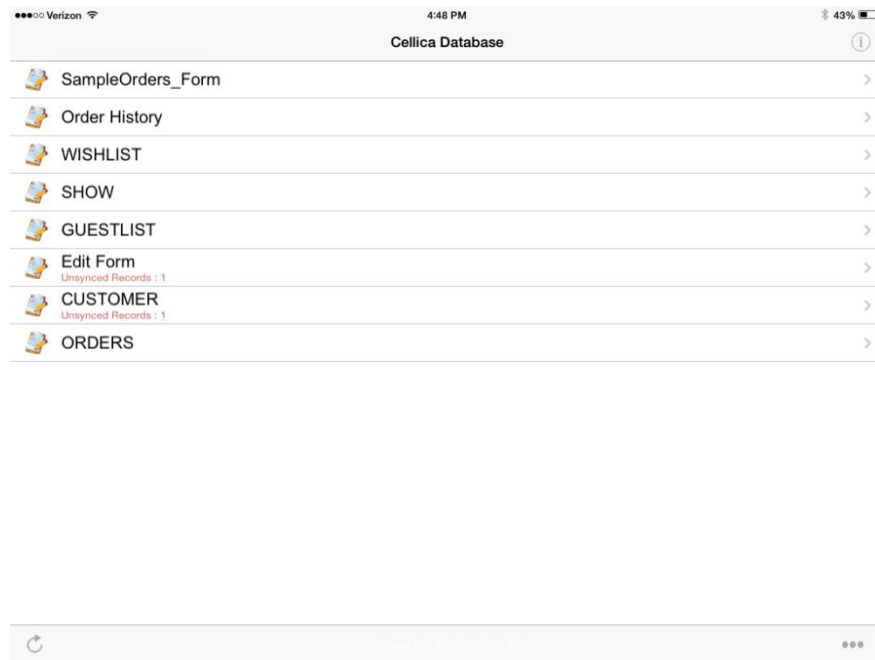 ●●●○○ Verizon 4:48 PM 43%
Cellica Database
SampleOrders_Form
Order History
WISHLIST
SHOW
GUESTLIST
Edit Form
Unsynced Records : 1
CUSTOMER
Unsynced Records : 1
ORDERS